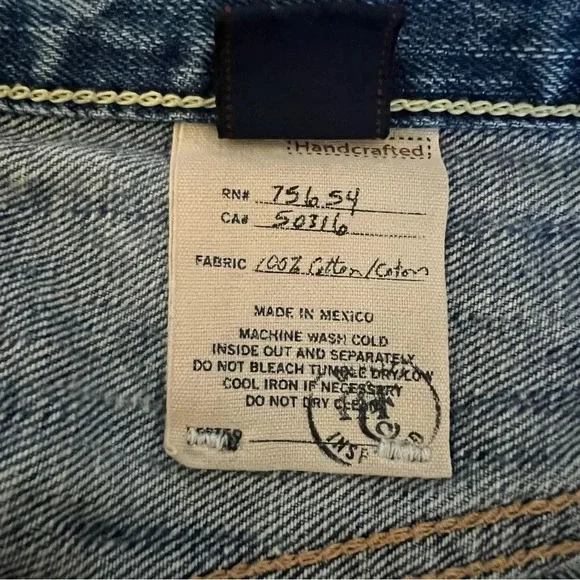 Handcrafted
RN# 75654
CA# 50316
FABRIC 100% Cotton/Coton
MADE IN MEXICO
MACHINE WASH COLD
INSIDE OUT AND SEPARATELY
DO NOT BLEACH TUMBLE DRY LOW
COOL IRON IF NECESSARY
DO NOT DRY CLEAN
INSP